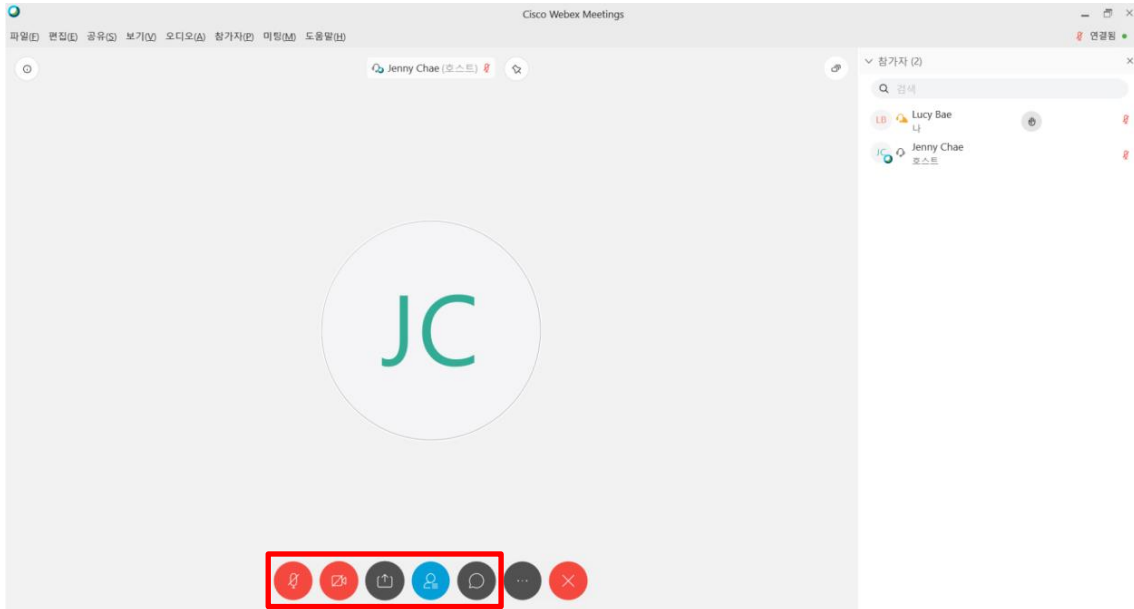 Cisco Webex Meetings
파일(F) 편집(E) 공유(S) 보기(V) 오디오(A) 참가자(P) 미팅(M) 도움말(H)
연결됨
Jenny Chae (호스트)
참가자 (2)
검색
LB Lucy Bae
나
JC Jenny Chae
호스트
JC